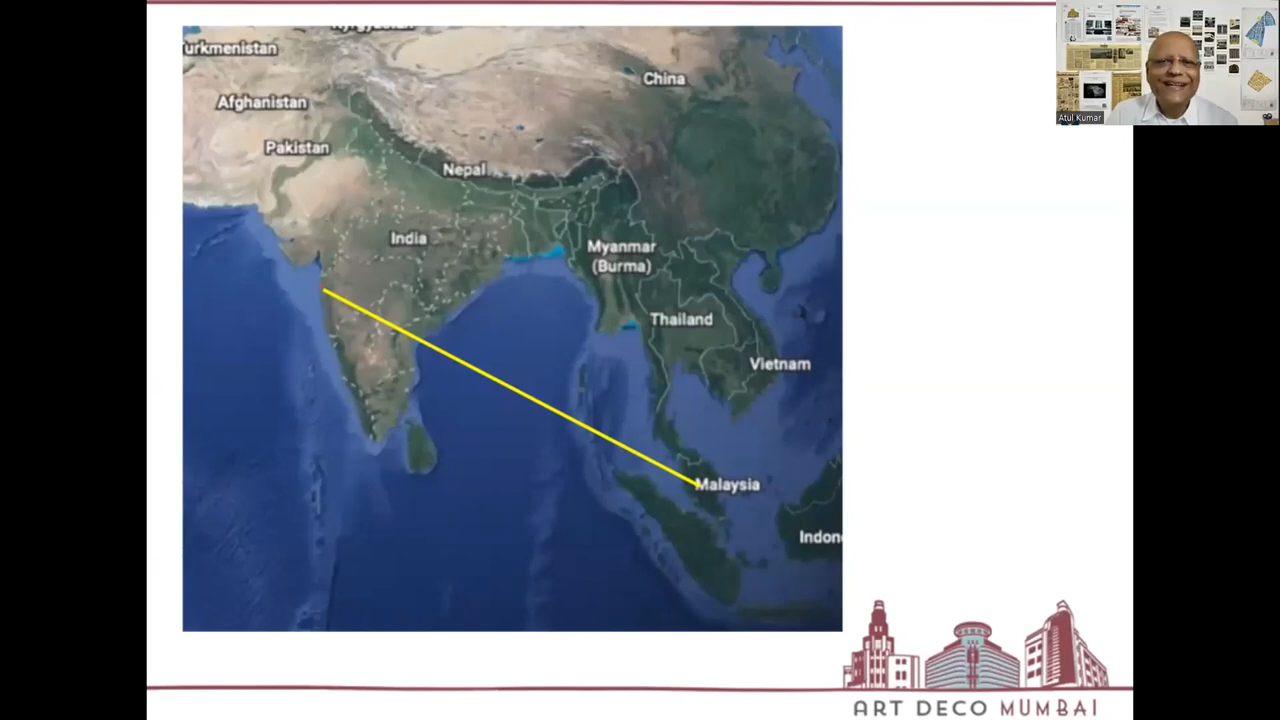 urkmenistan
China
Afghanistan
Pakistan
Nepal
India
Myanmar
(Burma)
Thailand
Vietnam
Malaysia
Indon
Atul Kumar
ART DECO MUMBAI